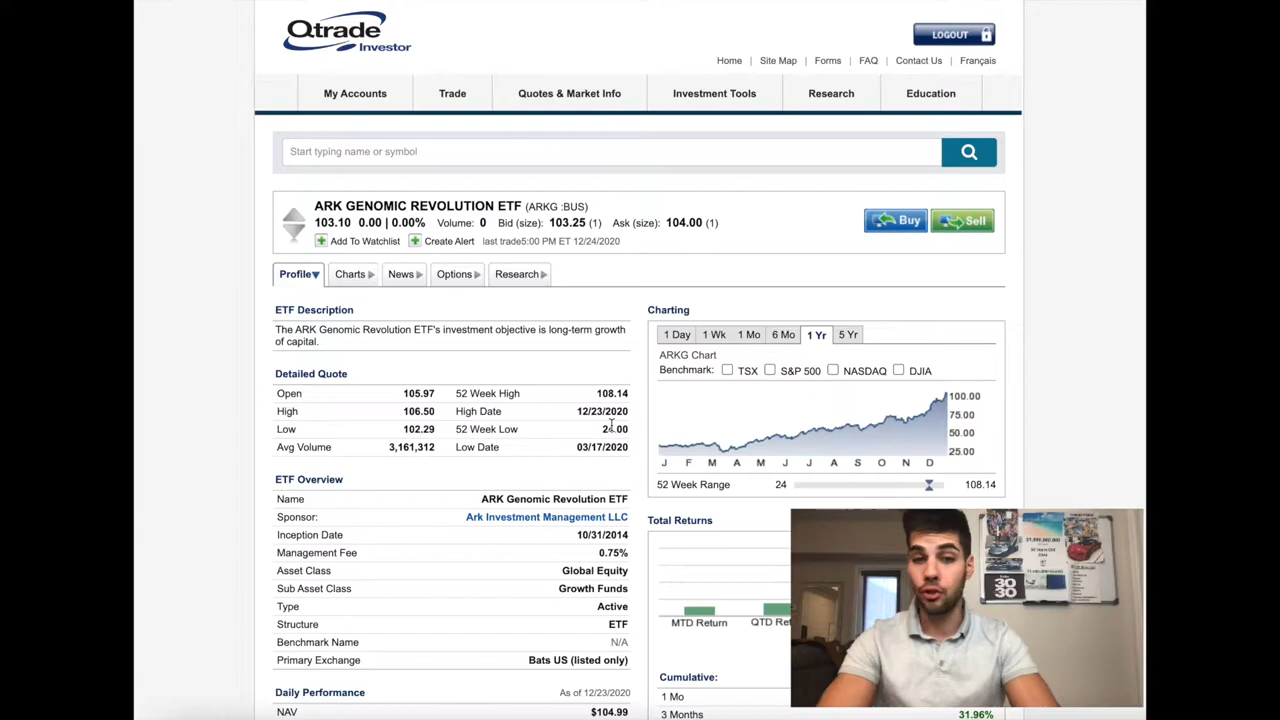 Qtrade
Investor
LOGOUT
Home | Site Map | Forms | FAQ | Contact Us | Français
My Accounts
Trade
Quotes & Market Info
Investment Tools
Research
Education
Start typing name or symbol
ARK GENOMIC REVOLUTION ETF (ARKG :BUS)
103.10 0.00 | 0.00% Volume: 0 Bid (size): 103.25 (1) Ask (size): 104.00 (1)
Add To Watchlist Create Alert last trade5:00 PM ET 12/24/2020
Buy
Sell
Profile
Charts
News
Options
Research
ETF Description
The ARK Genomic Revolution ETF's investment objective is long-term growth
of capital.
Detailed Quote
Open 105.97 52 Week High 108.14
High 106.50 High Date 12/23/2020
Low 102.29 52 Week Low 24.00
Avg Volume 3,161,312 Low Date 03/17/2020
ETF Overview
Name ARK Genomic Revolution ETF
Sponsor: Ark Investment Management LLC
Inception Date 10/31/2014
Management Fee 0.75%
Asset Class Global Equity
Sub Asset Class Growth Funds
Type Active
Structure ETF
Benchmark Name N/A
Primary Exchange Bats US (listed only)
Daily Performance As of 12/23/2020
NAV $104.99
Charting
1 Day 1 Wk 1 Mo 6 Mo 1 Yr 5 Yr
ARKG Chart
Benchmark: TSX S&P 500 NASDAQ DJIA
100.00
75.00
50.00
25.00
J F M A M J J A S O N D
52 Week Range 24 108.14
Total Returns
MTD Return
Cumulative:
1 Mo
3 Months 31.96%
30
30